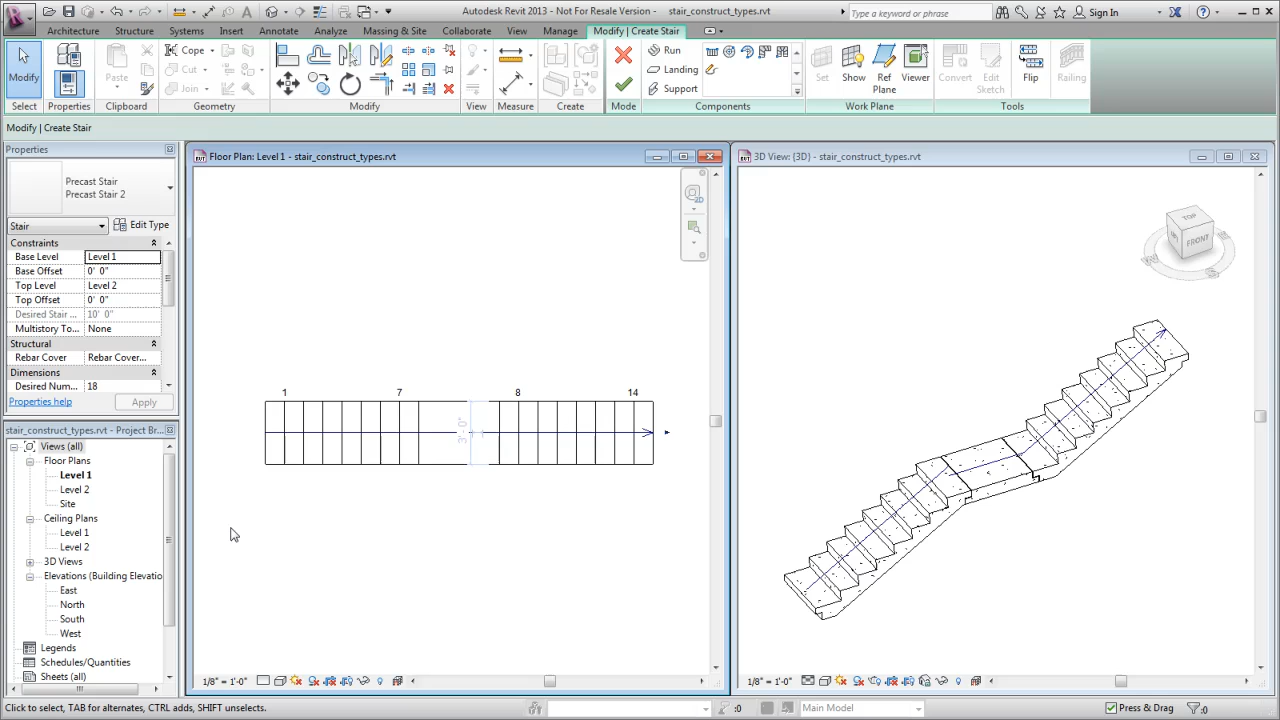 Autodesk Revit 2013 - Not For Resale Version - stair_construct_types.rvt
Type a keyword or phrase
Sign In
Architecture Structure Systems Insert Annotate Analyze Massing & Site Collaborate View Manage Modify | Create Stair
Modify
Properties
Paste
Cope
Cut
Join
Run
Landing
Support
Set
Show
Ref Plane
Viewer
Convert
Edit Sketch
Flip
Railing
Select Properties Clipboard Geometry Modify View Measure Create Mode Components Work Plane Tools
Modify | Create Stair
Properties
Precast Stair
Precast Stair 2
Stair
Edit Type
Constraints
Base Level Level 1
Base Offset 0' 0"
Top Level Level 2
Top Offset 0' 0"
Desired Stair ... 10' 0"
Multistory To... None
Structural
Rebar Cover Rebar Cover...
Dimensions
Desired Num... 18
Properties help
Apply
stair_construct_types.rvt - Project Br...
Views (all)
Floor Plans
Level 1
Level 2
Site
Ceiling Plans
Level 1
Level 2
3D Views
Elevations (Building Elevatio
East
North
South
West
Legends
Schedules/Quantities
Sheets (all)
Floor Plan: Level 1 - stair_construct_types.rvt
2D
1 7 8 14
3' - 0"
1/8" = 1'-0"
3D View: {3D} - stair_construct_types.rvt
TOP
FRONT
1/8" = 1'-0"
Click to select, TAB for alternates, CTRL adds, SHIFT unselects.
:0
Main Model
Press & Drag
:0